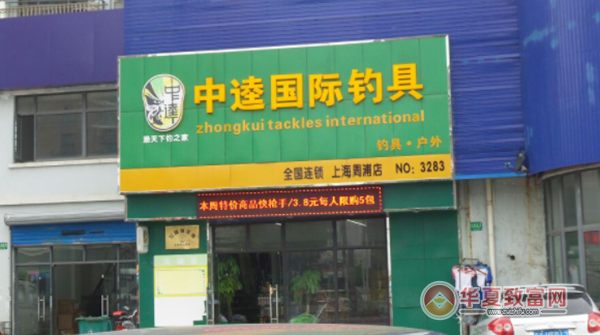 中逵国际钓具
zhongkui tackles international
中逵
渔天下钓之家
钓具·户外
全国连锁 上海周浦店 NO: 3283
本周特价商品快枪手/3.8元每人限购5包
华夏致富网